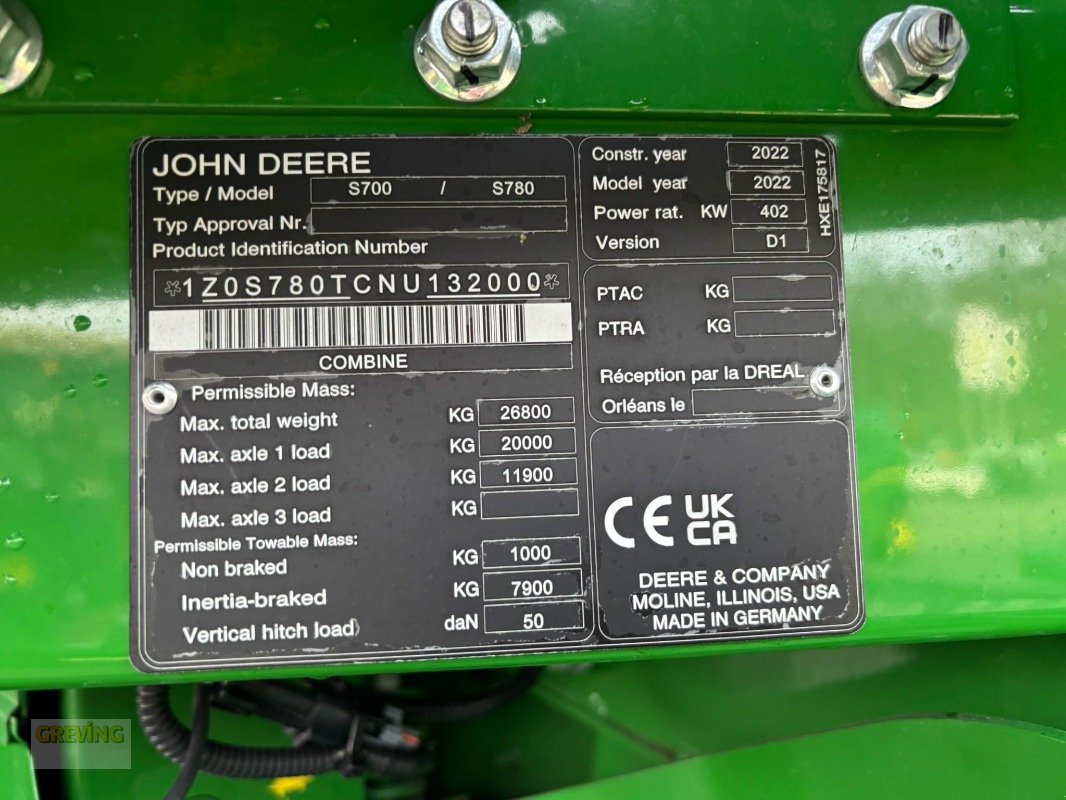 JOHN DEERE
Type / Model S700 / S780
Typ Approval Nr.
Product Identification Number
*1Z0S780TCNU132000*
COMBINE
Permissible Mass:
Max. total weight KG 26800
Max. axle 1 load KG 20000
Max. axle 2 load KG 11900
Max. axle 3 load KG
Permissible Towable Mass:
Non braked KG 1000
Inertia-braked KG 7900
Vertical hitch load daN 50
Constr. year 2022
Model year 2022
Power rat. KW 402
Version D1
HXE175817
PTAC KG
PTRA KG
Réception par la DREAL
Orléans le
CE UK
CA
DEERE & COMPANY
MOLINE, ILLINOIS, USA
MADE IN GERMANY
GREVING